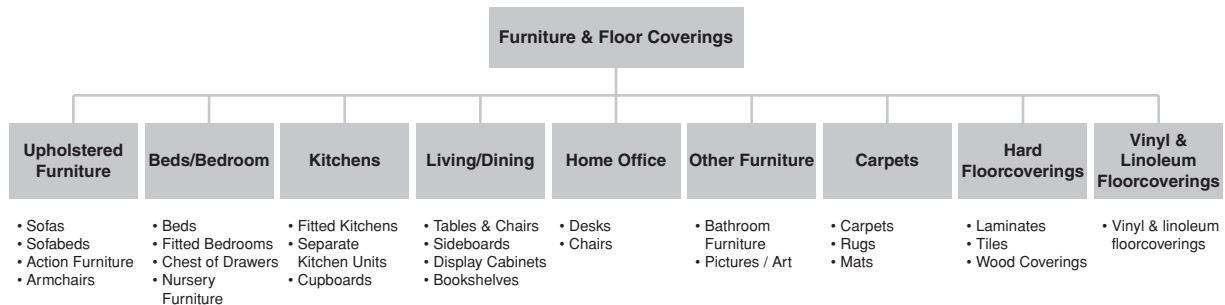 Furniture & Floor Coverings
Upholstered
Furniture
• Sofas
• Sofabeds
• Action Furniture
• Armchairs
Beds/Bedroom
• Beds
• Fitted Bedrooms
• Chest of Drawers
• Nursery
Furniture
Kitchens
• Fitted Kitchens
• Separate
Kitchen Units
• Cupboards
Living/Dining
• Tables & Chairs
• Sideboards
• Display Cabinets
• Bookshelves
Home Office
• Desks
• Chairs
Other Furniture
• Bathroom
Furniture
• Pictures / Art
Carpets
• Carpets
• Rugs
• Mats
Hard
Floorcoverings
• Laminates
• Tiles
• Wood Coverings
Vinyl &
Linoleum
Floorcoverings
• Vinyl & linoleum
floorcoverings